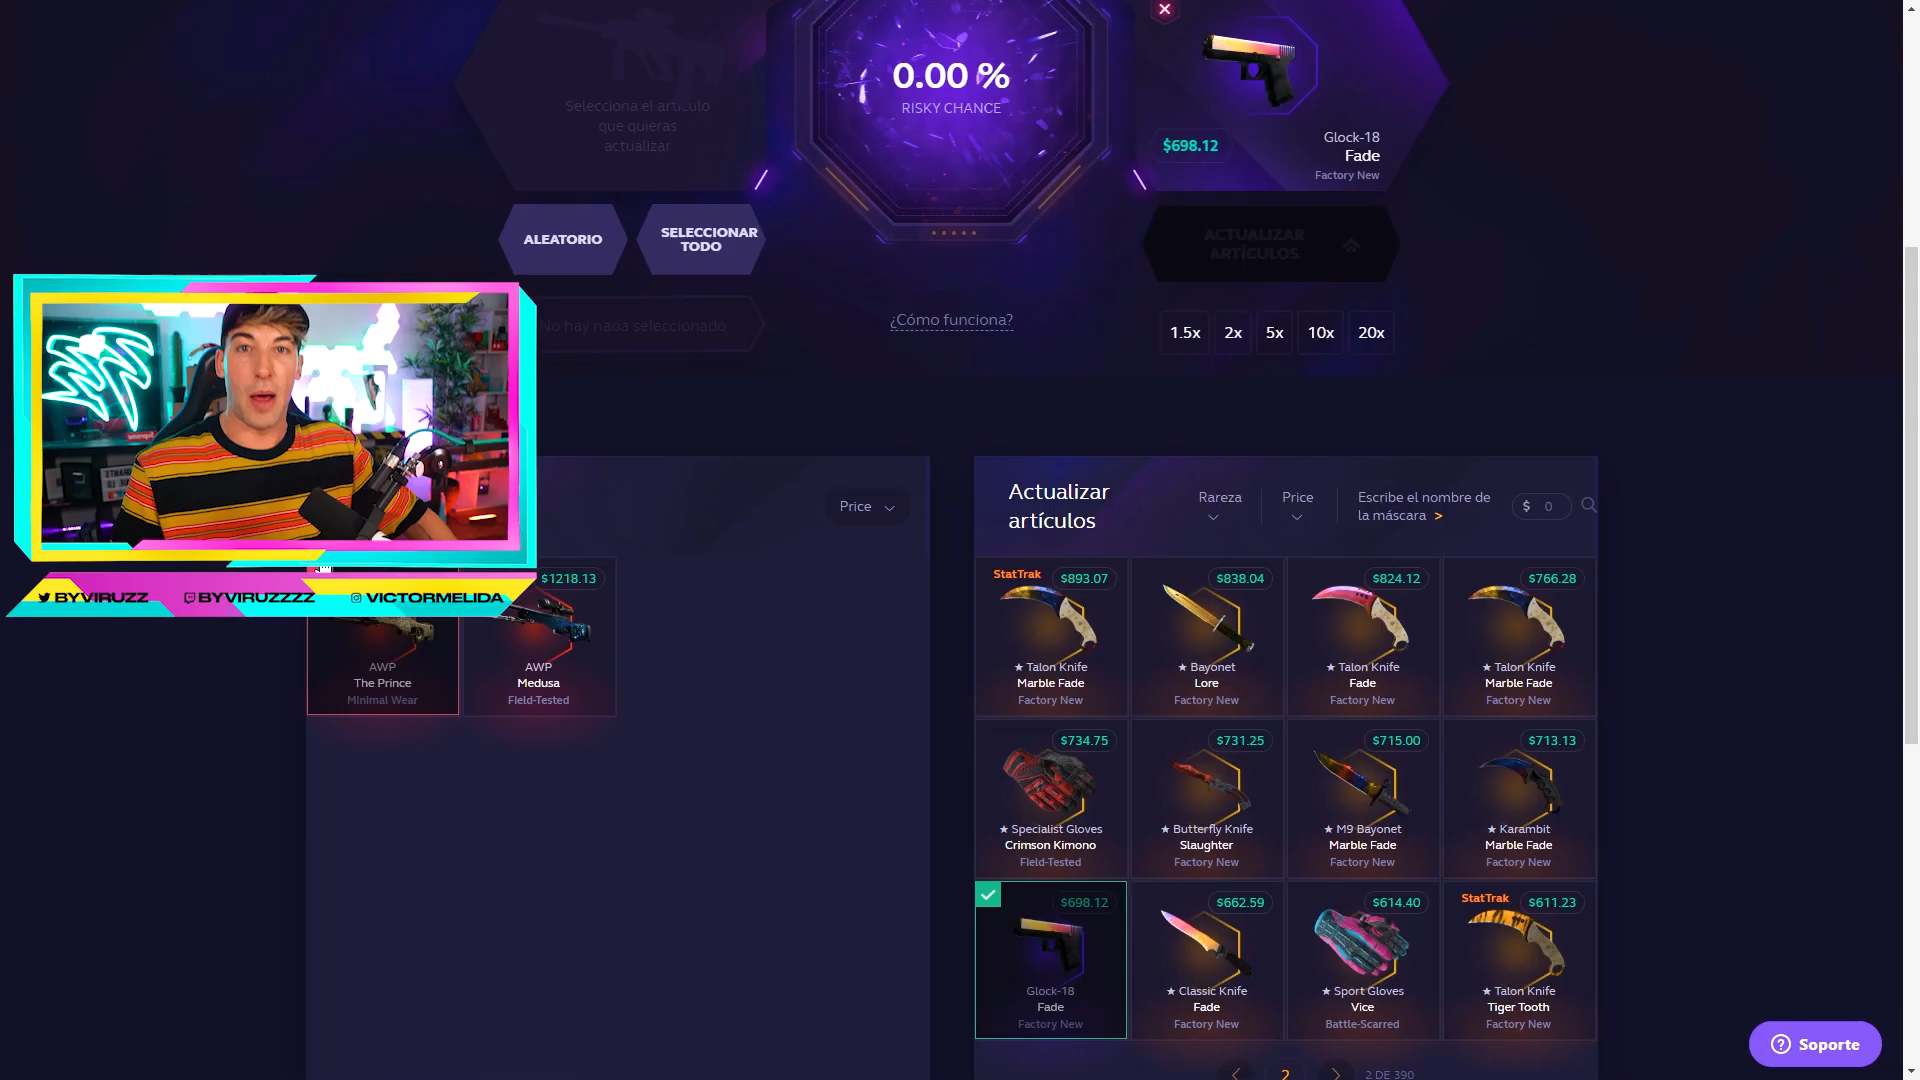 Selecciona el artículo
que quieras
actualizar
0.00 %
RISKY CHANCE
$698.12
Glock-18
Fade
Factory New
ALEATORIO
SELECCIONAR
TODO
ACTUALIZAR
ARTÍCULOS
No hay nada seleccionado
¿Cómo funciona?
1.5x
2x
5x
10x
20x
BYVIRUZZ
BYVIRUZZZZ
VICTORMELIDA
Price
$1218.13
AWP
The Prince
Minimal Wear
AWP
Medusa
Field-Tested
Actualizar
artículos
Rareza
Price
Escribe el nombre de
la máscara >
$ 0
StatTrak $893.07
★ Talon Knife
Marble Fade
Factory New
$838.04
★ Bayonet
Lore
Factory New
$824.12
★ Talon Knife
Fade
Factory New
$766.28
★ Talon Knife
Marble Fade
Factory New
$734.75
★ Specialist Gloves
Crimson Kimono
Field-Tested
$731.25
★ Butterfly Knife
Slaughter
Factory New
$715.00
★ M9 Bayonet
Marble Fade
Factory New
$713.13
★ Karambit
Marble Fade
Factory New
$698.12
Glock-18
Fade
Factory New
$662.59
★ Classic Knife
Fade
Factory New
$614.40
★ Sport Gloves
Vice
Battle-Scarred
StatTrak $611.23
★ Talon Knife
Tiger Tooth
Factory New
2
2 DE 390
Soporte